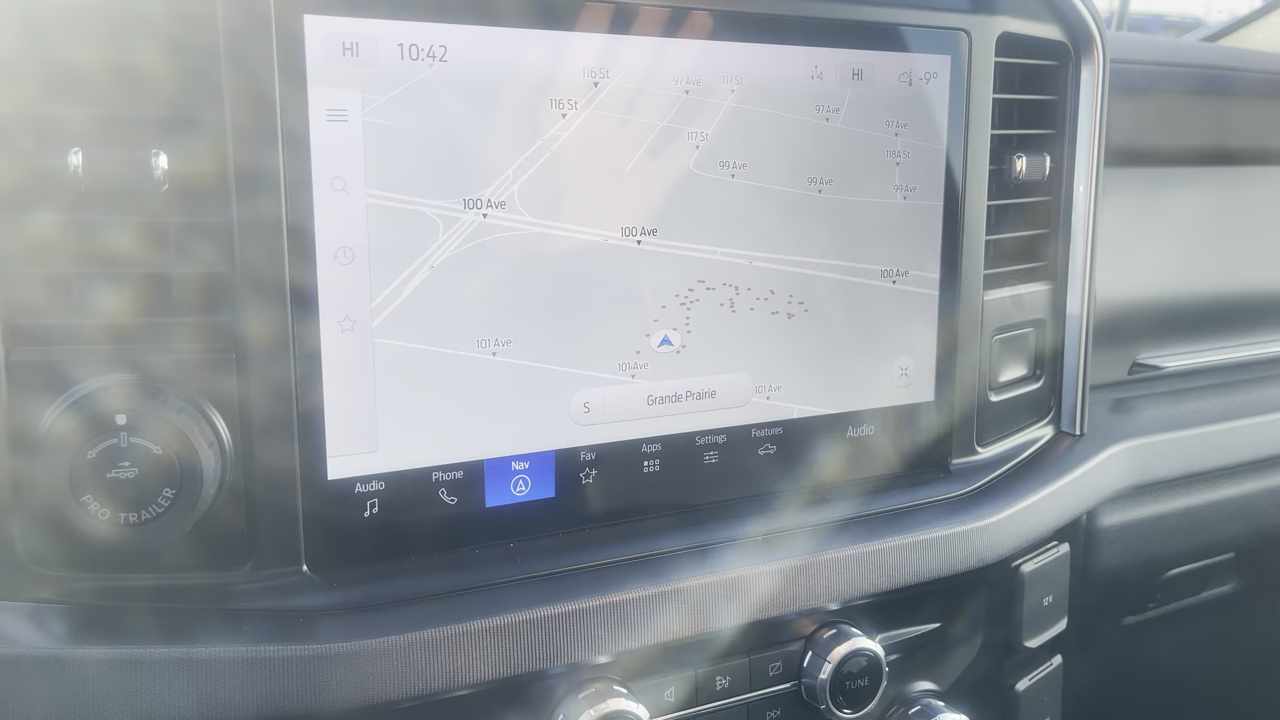 HI
10:42
HI
-9°
116 St
97 Ave
117 St
116 St
97 Ave
97 Ave
117 St
118A St
99 Ave
99 Ave
99 Ave
100 Ave
100 Ave
100 Ave
101 Ave
101 Ave
101 Ave
S
Grande Prairie
Audio
Phone
Nav
Fav
Apps
Settings
Features
Audio
PRO TRAILER
12V
TUNE